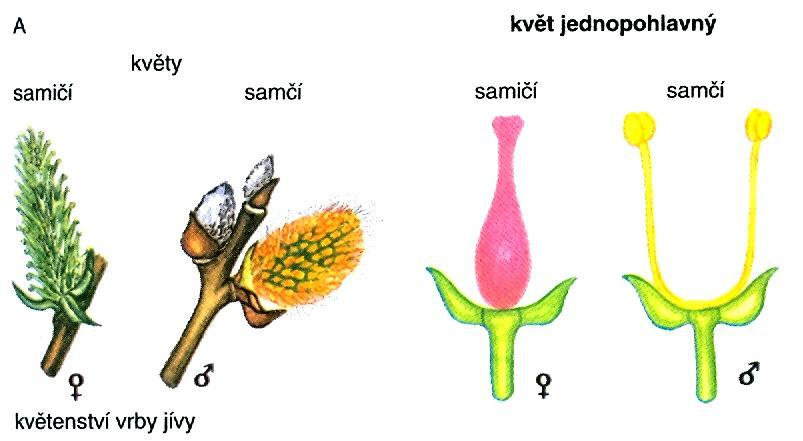 A
květ jednopohlavný
květy
samičí
samčí
samičí
samčí
♀
♂
♀
♂
květenství vrby jívy